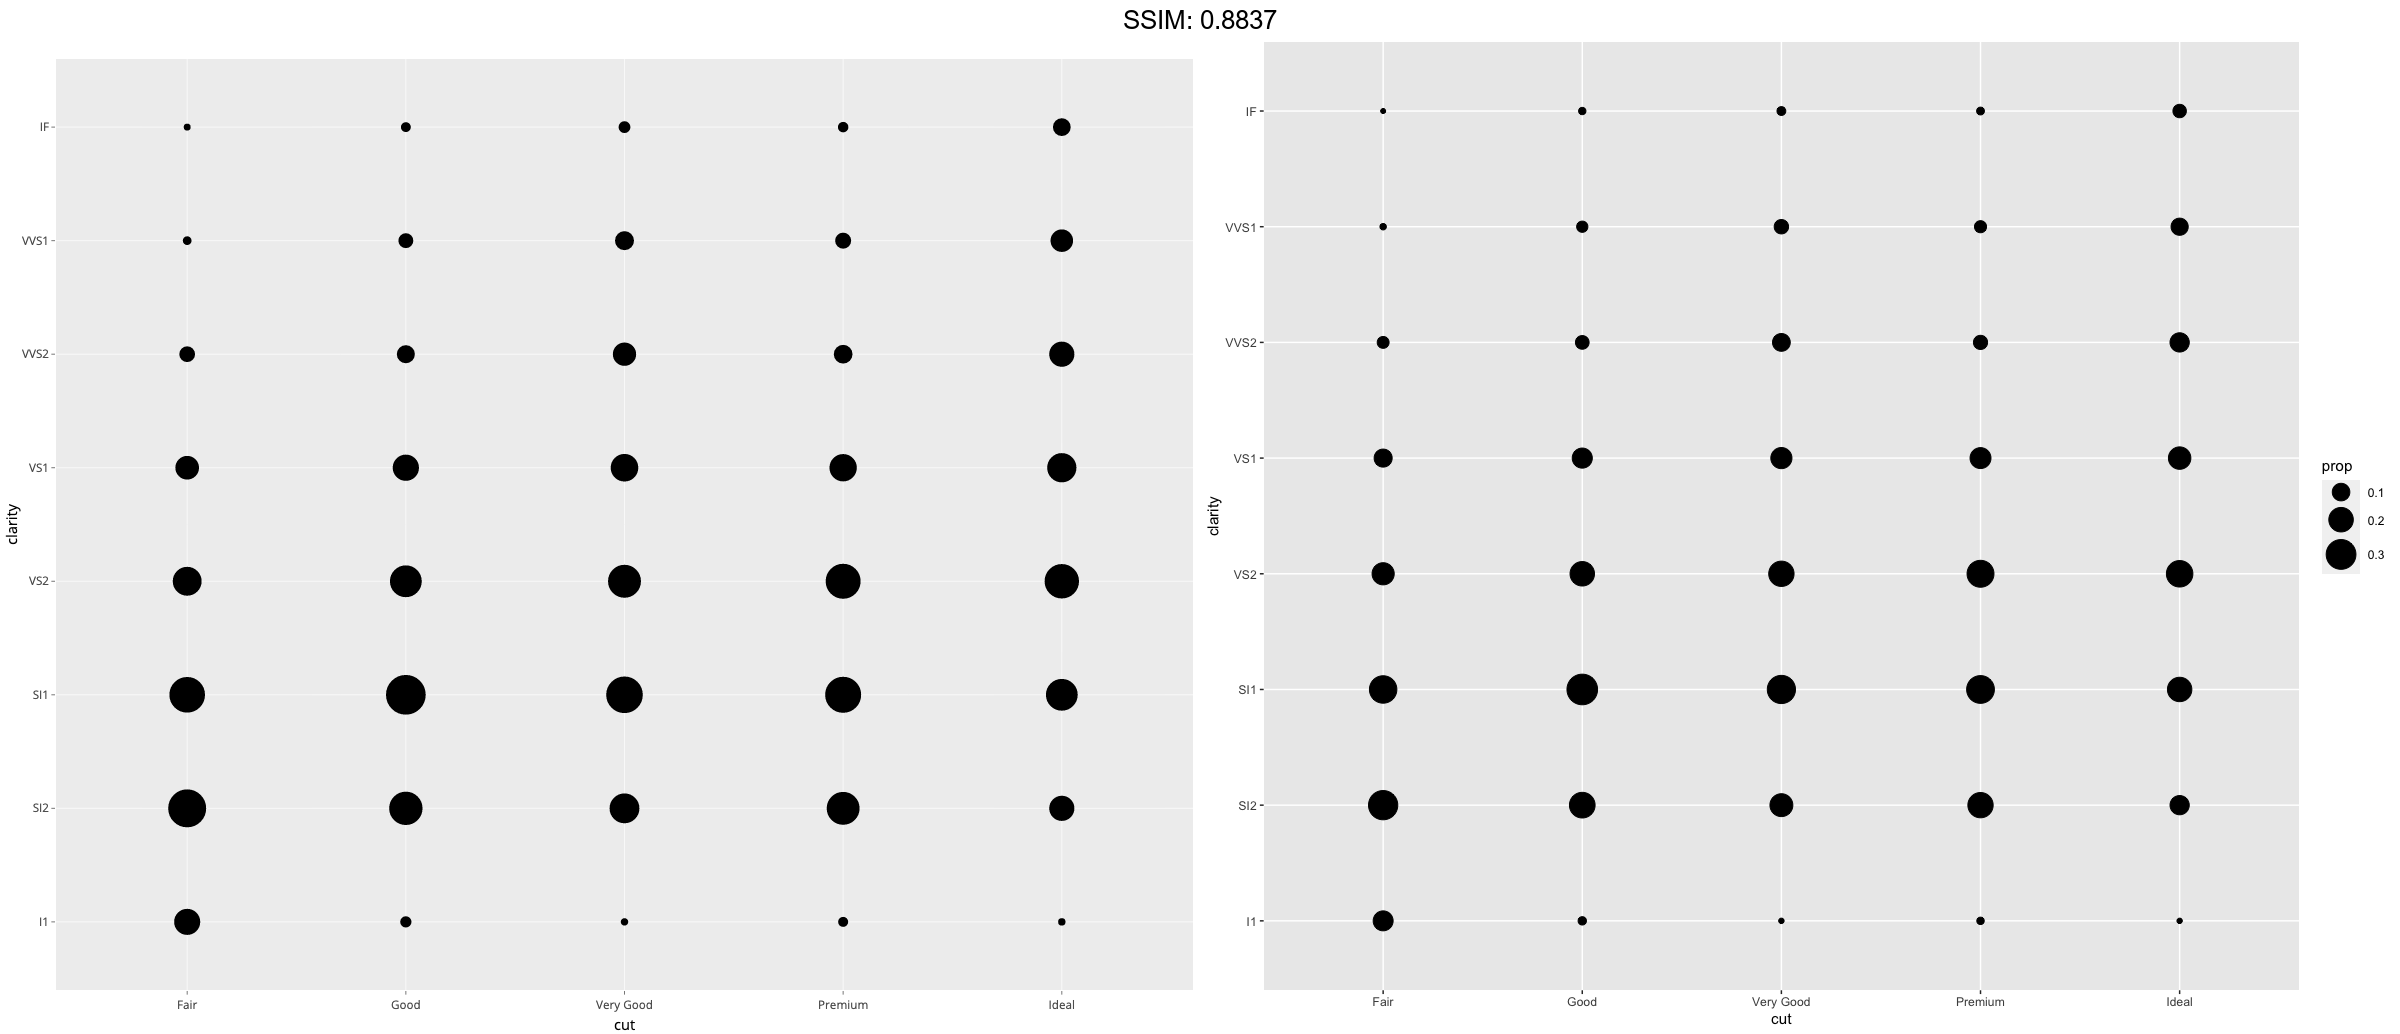 SSIM: 0.8837
clarity
IF
VVS1
VVS2
VS1
VS2
SI1
SI2
I1
Fair Good Very Good Premium Ideal
cut
clarity
IF
VVS1
VVS2
VS1
VS2
SI1
SI2
I1
Fair Good Very Good Premium Ideal
cut
prop
0.1
0.2
0.3